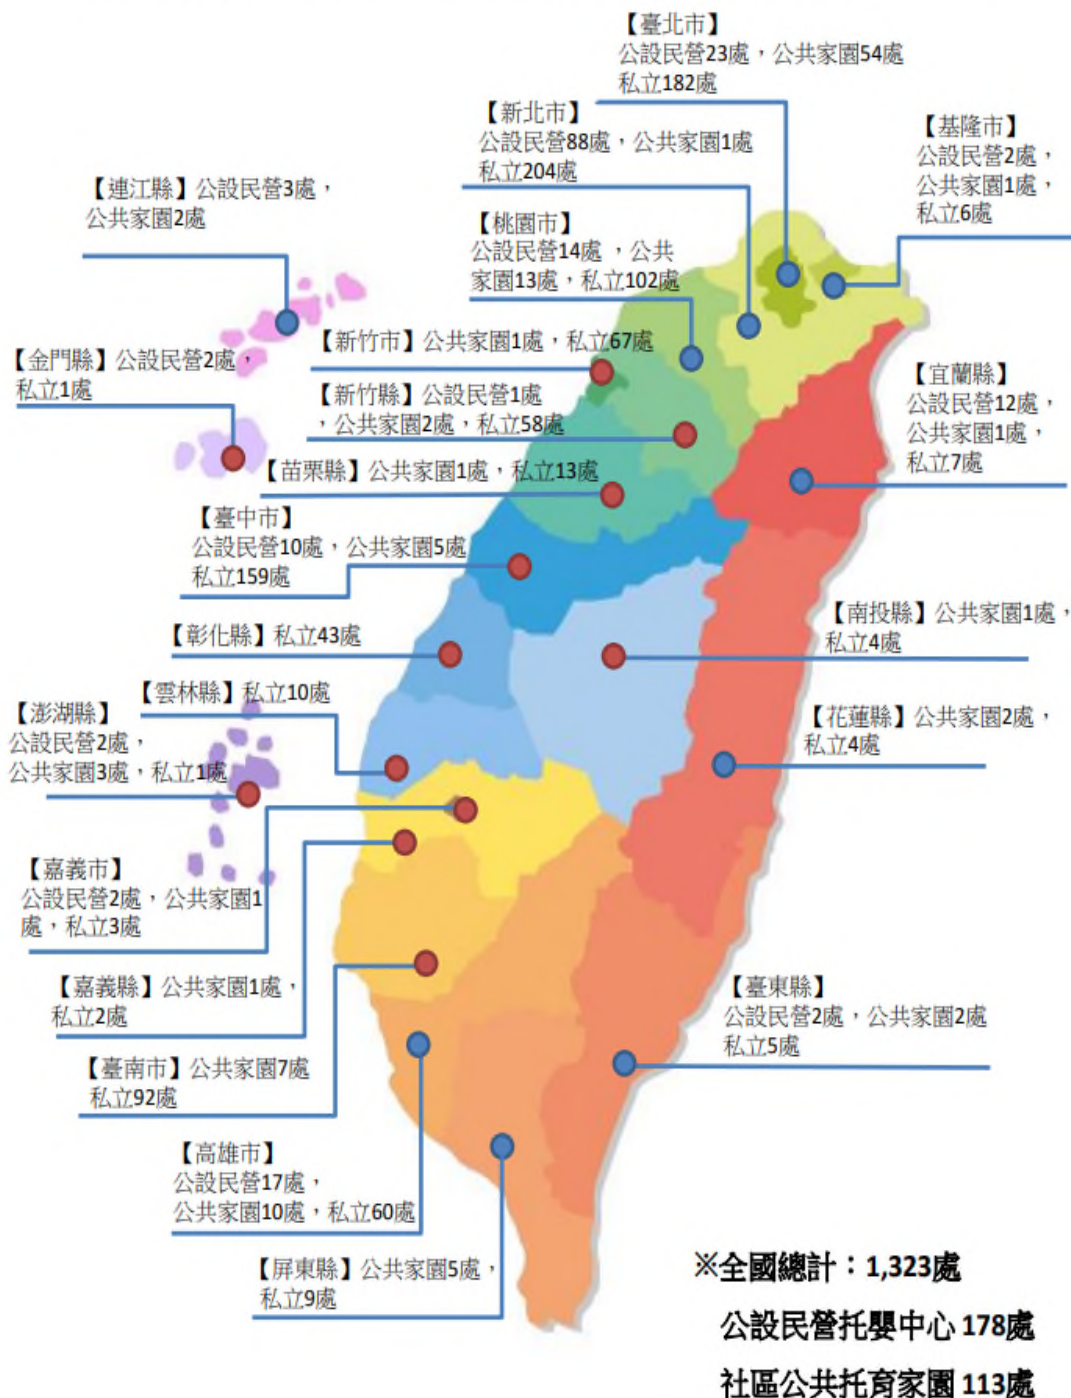 【臺北市】
公設民營23處，公共家園54處
私立182處
【新北市】
公設民營88處，公共家園1處
私立204處
【基隆市】
公設民營2處，
公共家園1處，
私立6處
【連江縣】公設民營3處，
公共家園2處
【桃園市】
公設民營14處，公共
家園13處，私立102處
【新竹市】公共家園1處，私立67處
【金門縣】公設民營2處，
私立1處
【新竹縣】公設民營1處
，公共家園2處，私立58處
【宜蘭縣】
公設民營12處，
公共家園1處，
私立7處
【苗栗縣】公共家園1處，私立13處
【臺中市】
公設民營10處，公共家園5處
私立159處
【南投縣】公共家園1處，
私立4處
【彰化縣】私立43處
【雲林縣】私立10處
【澎湖縣】
公設民營2處，
公共家園3處，私立1處
【花蓮縣】公共家園2處，
私立4處
【嘉義市】
公設民營2處，公共家園1
處，私立3處
【嘉義縣】公共家園1處，
私立2處
【臺東縣】
公設民營2處，公共家園2處
私立5處
【臺南市】公共家園7處
私立92處
【高雄市】
公設民營17處，
公共家園10處，私立60處
【屏東縣】公共家園5處，
私立9處
※全國總計：1,323處
公設民營托嬰中心 178處
社區公共托育家園 113處